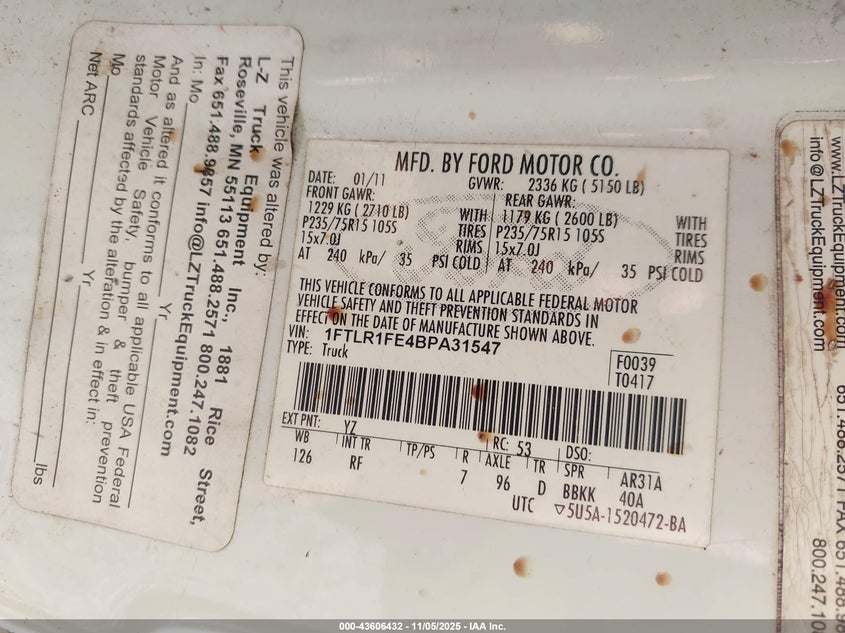 This vehicle was altered by:
L-Z Truck Equipment Inc., 1881 Rice Street,
Roseville, MN 55113 651.488.2571 800.247.1082
Fax 651.488.9857 info@LZTruckEquipment.com
In: Mo Yr
And as altered it conforms to all applicable USA Federal
Motor Vehicle Safety, bumper & theft prevention
standards affected by the alteration & in effect in:
Mo Yr
Net ARC lbs
MFD. BY FORD MOTOR CO.
DATE: 01/11 GVWR: 2336 KG ( 5150 LB)
FRONT GAWR: REAR GAWR:
1229 KG ( 2710 LB) WITH 1179 KG ( 2600 LB) WITH
P235/75R15 105S TIRES P235/75R15 105S TIRES
15x7.0J RIMS 15x7.0J RIMS
AT 240 kPa/ 35 PSI COLD AT 240 kPa/ 35 PSI COLD
THIS VEHICLE CONFORMS TO ALL APPLICABLE FEDERAL MOTOR
VEHICLE SAFETY AND THEFT PREVENTION STANDARDS IN
EFFECT ON THE DATE OF MANUFACTURE SHOWN ABOVE.
VIN: 1FTLR1FE4BPA31547
TYPE: Truck
F0039
T0417
EXT PNT: YZ RC: 53 DSO:
WB INT TR TP/PS R AXLE TR SPR AR31A
126 RF 7 96 D BBKK 40A
UTC ▽5U5A-1520472-BA
www.LZTruckEquipment.com
info@LZTruckEquipment.com
651.488.2571 FAX 651.488.98
800.247.10
000-43606432 - 11/05/2025 - IAA Inc.